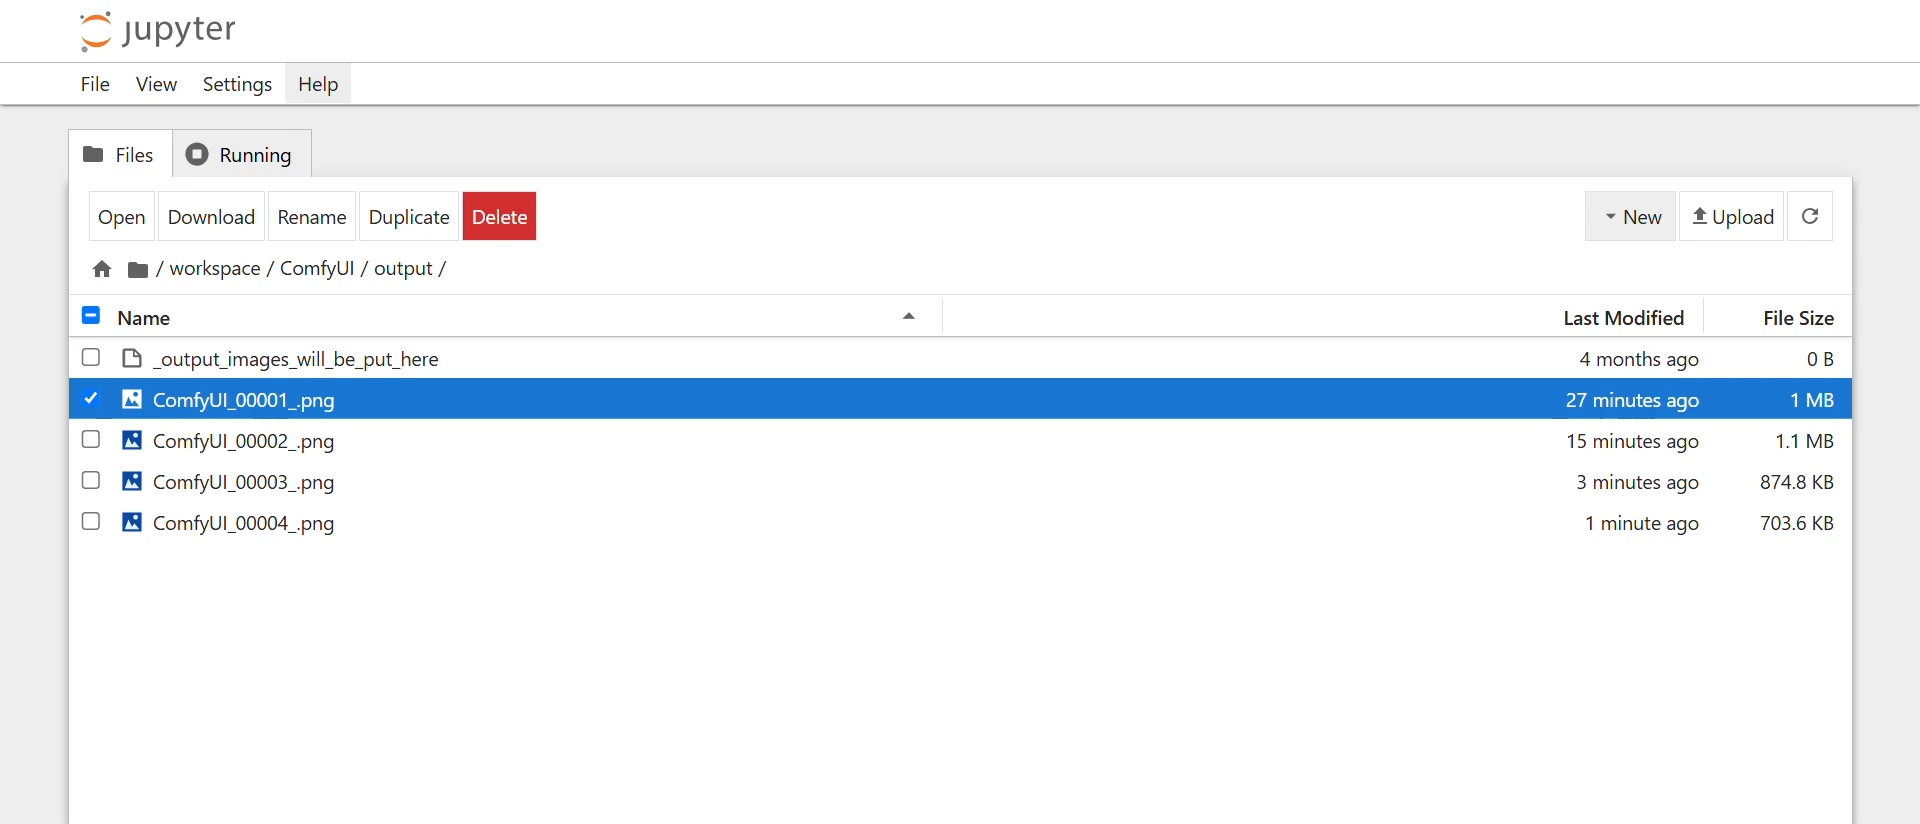 jupyter
File View Settings Help
Files Running
Open Download Rename Duplicate Delete New Upload
/ workspace / ComfyUI / output /
Name Last Modified File Size
_output_images_will_be_put_here 4 months ago 0 B
ComfyUI_00001_.png 27 minutes ago 1 MB
ComfyUI_00002_.png 15 minutes ago 1.1 MB
ComfyUI_00003_.png 3 minutes ago 874.8 KB
ComfyUI_00004_.png 1 minute ago 703.6 KB